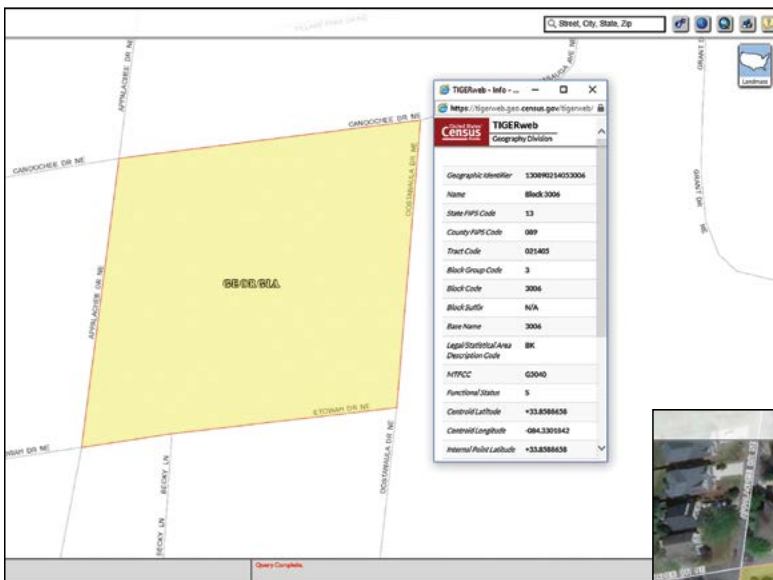 Street, City, State, Zip
Landmass
APPALACHEE DR NE
CANOOCHEE DR NE
CANOOCHEE DR NE
OOSTANAULA DR NE
GRANT DR NE
APPALACHEE DR NE
GEORGIA
ETOWAH DR NE
BECKY LN
BECKY LN
OOSTANAULA DR NE
TIGERweb - Info - ...
https://tigerweb.geo.census.gov/tigerweb/
United States
Census
TIGERweb
Geography Division
Geographic Identifier 130890214053006
Name Block 3006
State FIPS Code 13
County FIPS Code 089
Tract Code 021405
Block Group Code 3
Block Code 3006
Block Suffix N/A
Base Name 3006
Legal/Statistical Area
Description Code BK
MTFCC G5040
Functional Status S
Centroid Latitude +33.8588658
Centroid Longitude -084.3301842
Internal Point Latitude +33.8588658
Query Complete.